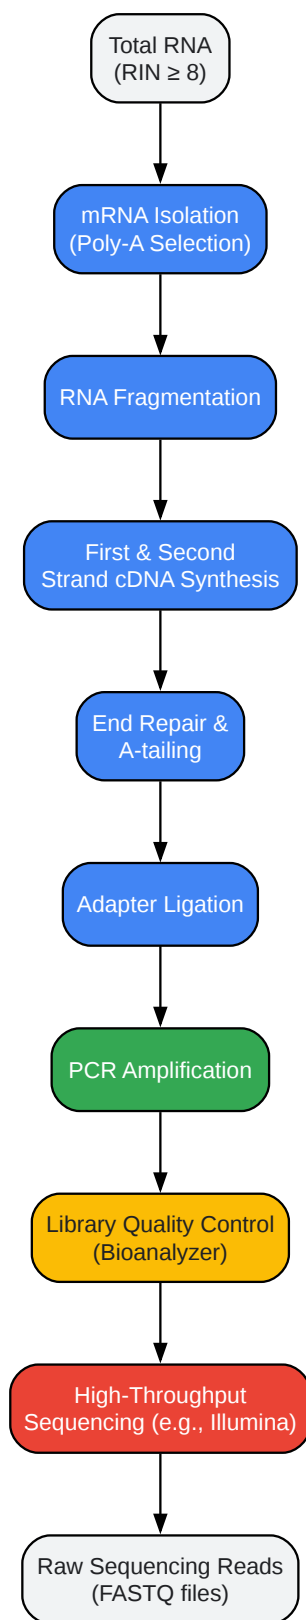 Total RNA
(RIN ≥ 8)
mRNA Isolation
(Poly-A Selection)
RNA Fragmentation
First & Second
Strand cDNA Synthesis
End Repair &
A-tailing
Adapter Ligation
PCR Amplification
Library Quality Control
(Bioanalyzer)
High-Throughput
Sequencing (e.g., Illumina)
Raw Sequencing Reads
(FASTQ files)